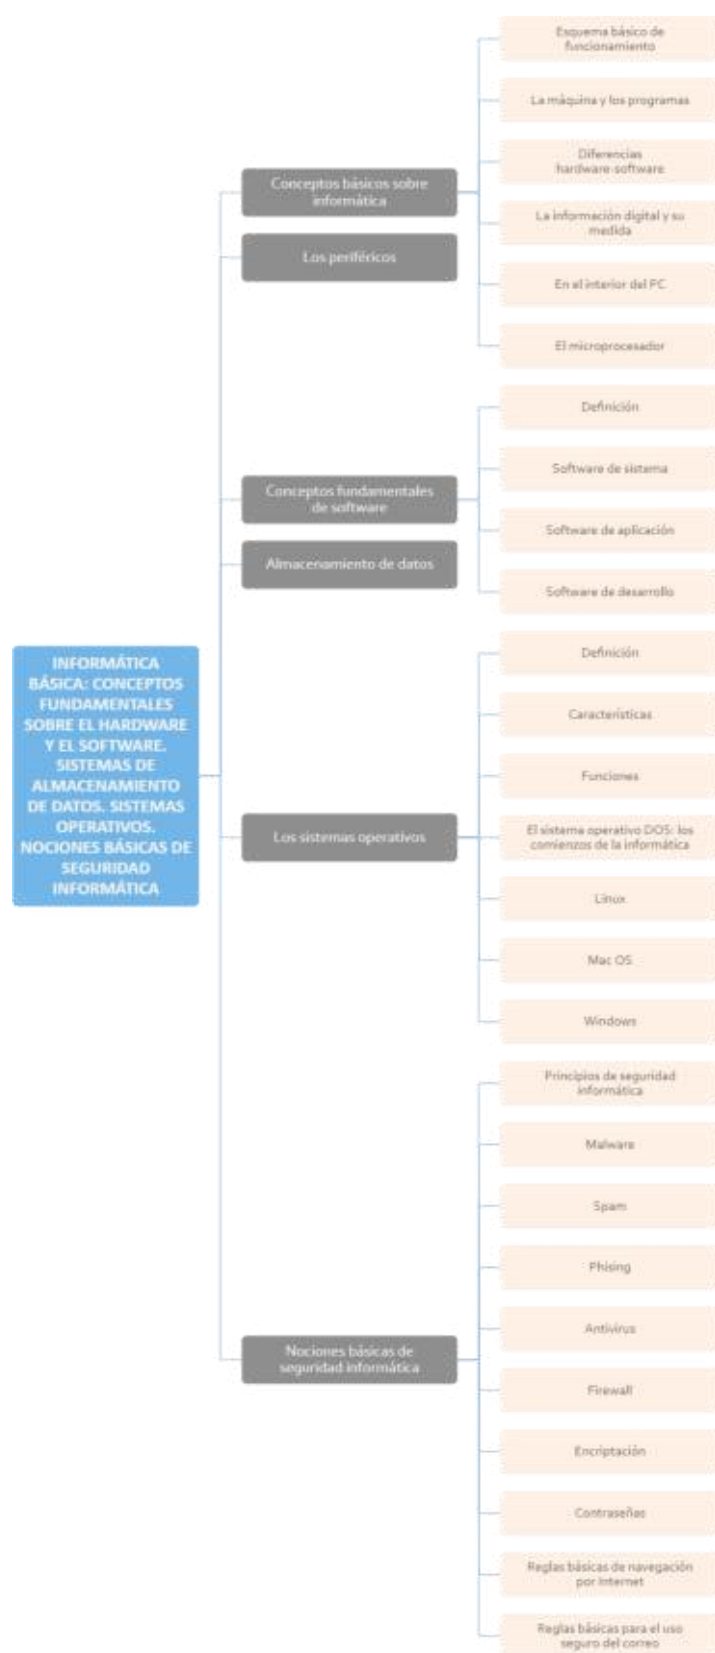 INFORMÁTICA
BÁSICA: CONCEPTOS
FUNDAMENTALES
SOBRE EL HARDWARE
Y EL SOFTWARE.
SISTEMAS DE
ALMACENAMIENTO
DE DATOS. SISTEMAS
OPERATIVOS.
NOCIONES BÁSICAS DE
SEGURIDAD
INFORMÁTICA
Conceptos básicos sobre
informática
Esquema básico de
funcionamiento
La máquina y los programas
Diferencias
hardware-software
La información digital y su
medida
En el interior del PC
El microprocesador
Los periféricos
Conceptos fundamentales
de software
Definición
Software de sistema
Software de aplicación
Software de desarrollo
Almacenamiento de datos
Los sistemas operativos
Definición
Características
Funciones
El sistema operativo DOS: los
comienzos de la informática
Linux
Mac OS
Windows
Nociones básicas de
seguridad informática
Principios de seguridad
informática
Malware
Spam
Phising
Antivirus
Firewall
Encriptación
Contraseñas
Reglas básicas de navegación
por Internet
Reglas básicas para el uso
seguro del correo